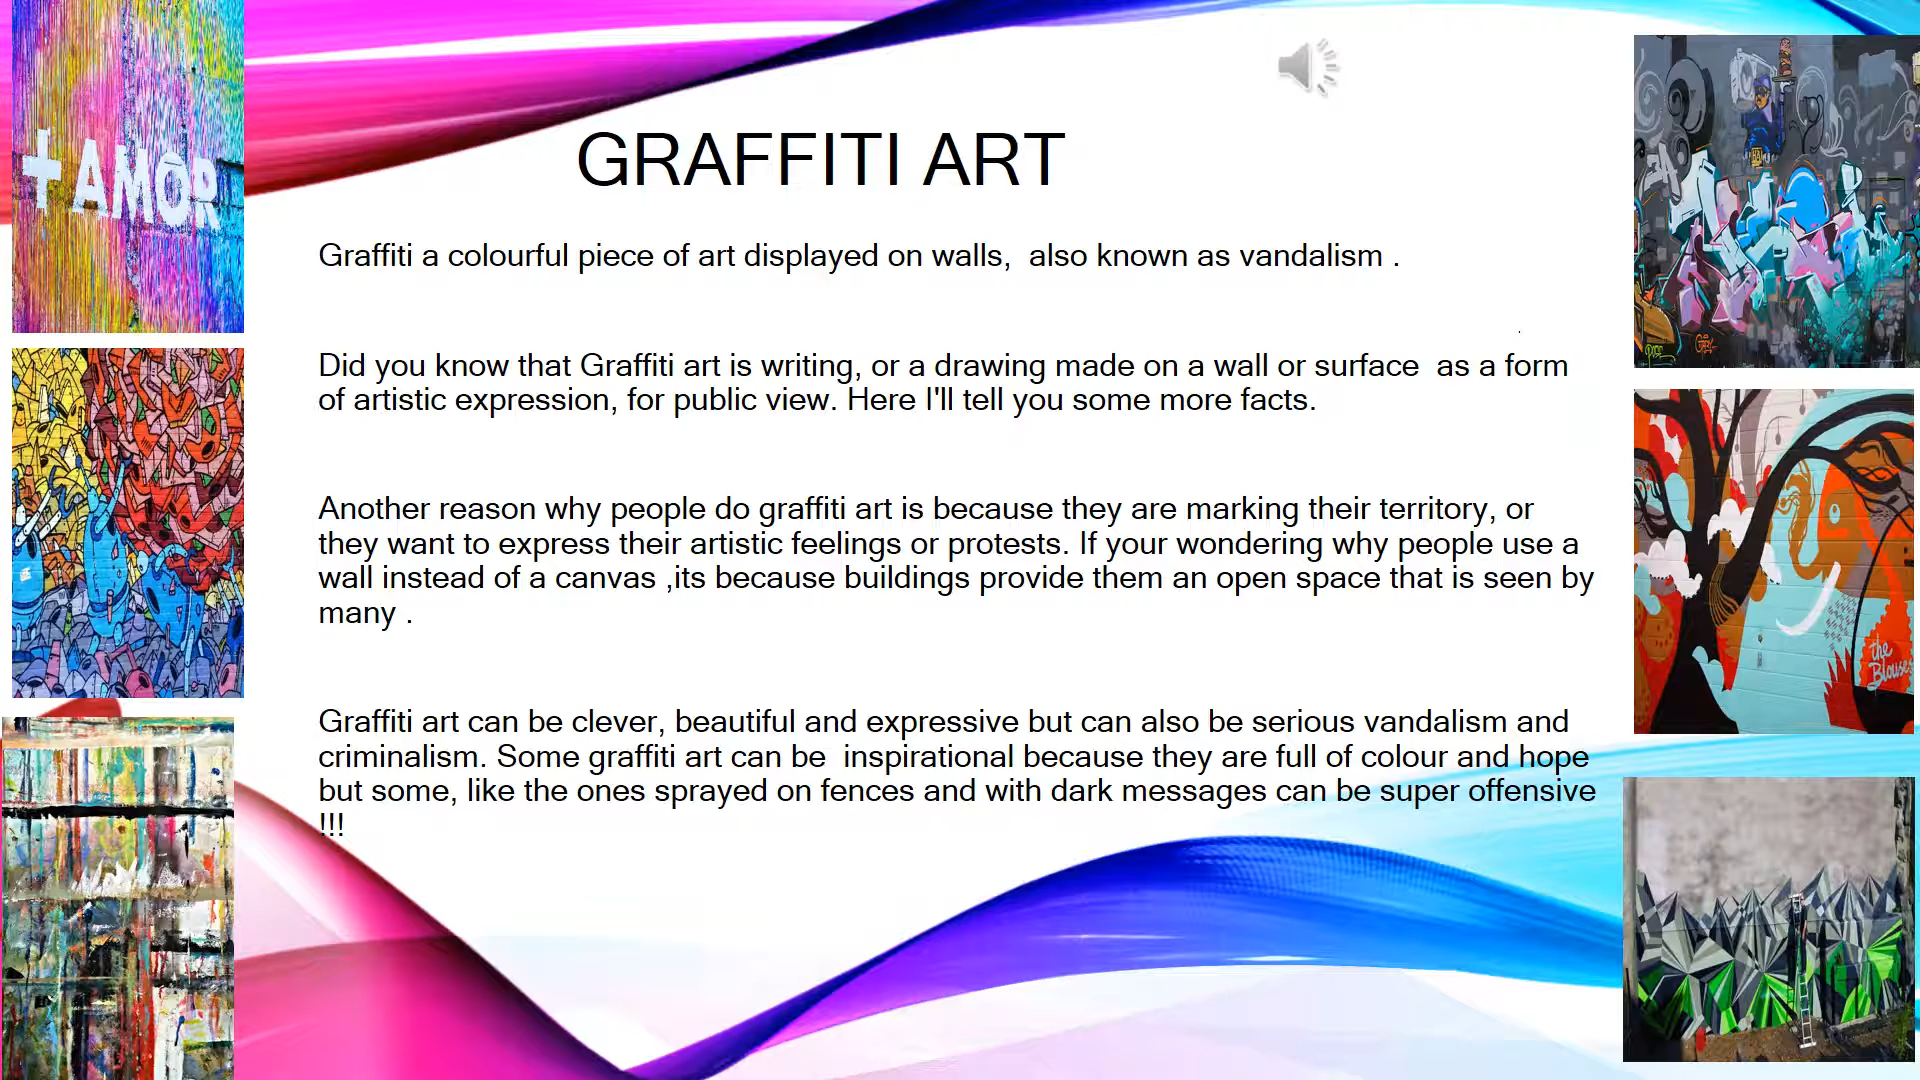 GRAFFITI ART
Graffiti a colourful piece of art displayed on walls,  also known as vandalism .
.
Did you know that Graffiti art is writing, or a drawing made on a wall or surface  as a form
of artistic expression, for public view. Here I'll tell you some more facts.
Another reason why people do graffiti art is because they are marking their territory, or
they want to express their artistic feelings or protests. If your wondering why people use a
wall instead of a canvas ,its because buildings provide them an open space that is seen by
many .
Graffiti art can be clever, beautiful and expressive but can also be serious vandalism and
criminalism. Some graffiti art can be  inspirational because they are full of colour and hope
but some, like the ones sprayed on fences and with dark messages can be super offensive
!!!
+AMOR
the
Blouse